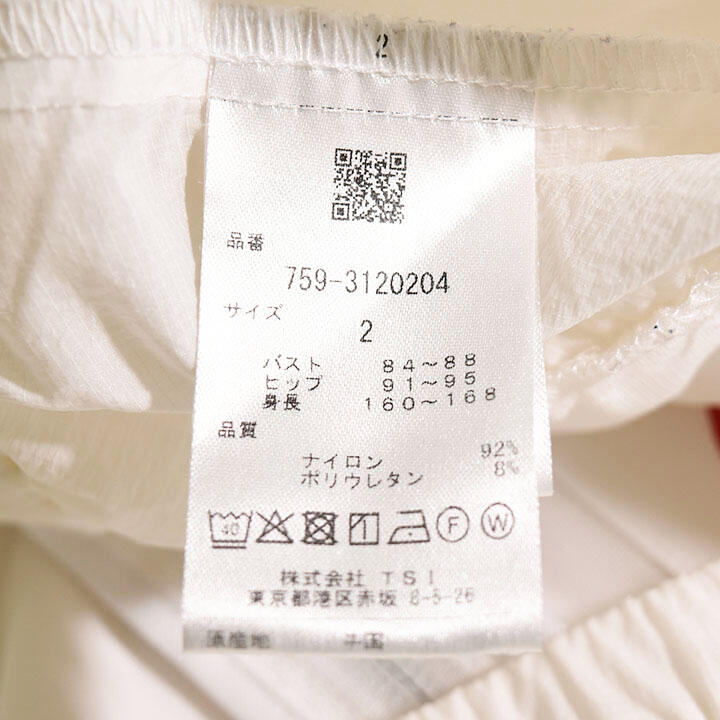 2
品番
759-3120204
サイズ
2
バスト 84～88
ヒップ 91～95
身長 160～168
品質
ナイロン 92%
ポリウレタン 8%
40 F W
株式会社 TSI
東京都港区赤坂 8-5-26
原産地 中国